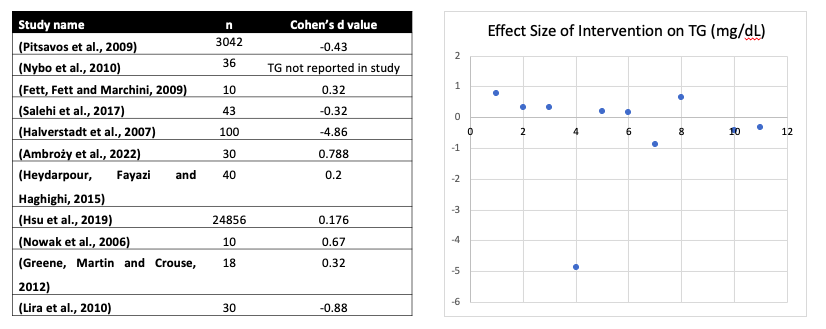 Study name n Cohen's d value
(Pitsavos et al., 2009) 3042 -0.43
(Nybo et al., 2010) 36 TG not reported in study
(Fett, Fett and Marchini, 2009) 10 0.32
(Salehi et al., 2017) 43 -0.32
(Halverstadt et al., 2007) 100 -4.86
(Ambroży et al., 2022) 30 0.788
(Heydarpour, Fayazi and 40 0.2
Haghighi, 2015)
(Hsu et al., 2019) 24856 0.176
(Nowak et al., 2006) 10 0.67
(Greene, Martin and Crouse, 18 0.32
2012)
(Lira et al., 2010) 30 -0.88
Effect Size of Intervention on TG (mg/dL)
2
1
0
0 2 4 6 8 10 12
-1
-2
-3
-4
-5
-6